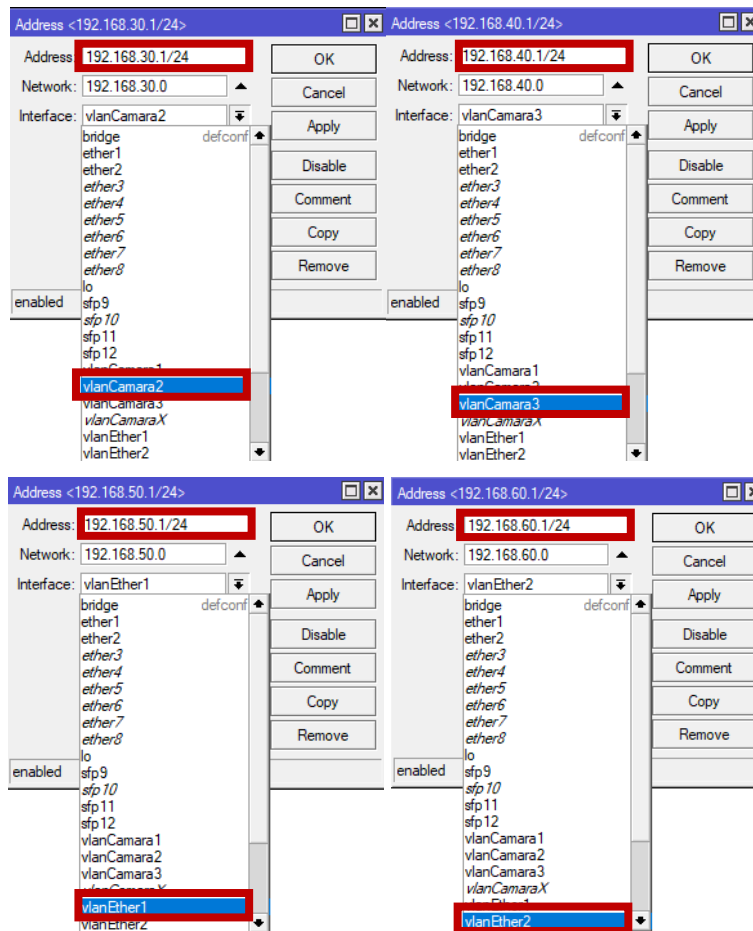 Address <192.168.30.1/24>
Address: 192.168.30.1/24
OK
Network: 192.168.30.0
Cancel
Interface: vlanCamara2
Apply
bridge defconf
ether1
ether2
Disable
ether3
ether4
Comment
ether5
ether6
Copy
ether7
ether8
Remove
lo
enabled
sfp9
sfp10
sfp11
sfp12
vlanCamara1
vlanCamara2
vlanCamara3
vlanCamaraX
vlanEther1
vlanEther2
Address <192.168.40.1/24>
Address: 192.168.40.1/24
OK
Network: 192.168.40.0
Cancel
Interface: vlanCamara3
Apply
bridge defconf
ether1
ether2
Disable
ether3
ether4
Comment
ether5
ether6
Copy
ether7
ether8
Remove
lo
enabled
sfp9
sfp10
sfp11
sfp12
vlanCamara1
vlanCamara2
vlanCamara3
vlanCamaraX
vlanEther1
vlanEther2
Address <192.168.50.1/24>
Address: 192.168.50.1/24
OK
Network: 192.168.50.0
Cancel
Interface: vlanEther1
Apply
bridge defconf
ether1
ether2
Disable
ether3
ether4
Comment
ether5
ether6
Copy
ether7
ether8
Remove
lo
enabled
sfp9
sfp10
sfp11
sfp12
vlanCamara1
vlanCamara2
vlanCamara3
vlanCamaraX
vlanEther1
vlanEther2
Address <192.168.60.1/24>
Address 192.168.60.1/24
OK
Network: 192.168.60.0
Cancel
Interface: vlanEther2
Apply
bridge defconf
ether1
ether2
Disable
ether3
ether4
Comment
ether5
ether6
Copy
ether7
ether8
Remove
lo
enabled
sfp9
sfp10
sfp11
sfp12
vlanCamara1
vlanCamara2
vlanCamara3
vlanCamaraX
vlanEther1
vlanEther2